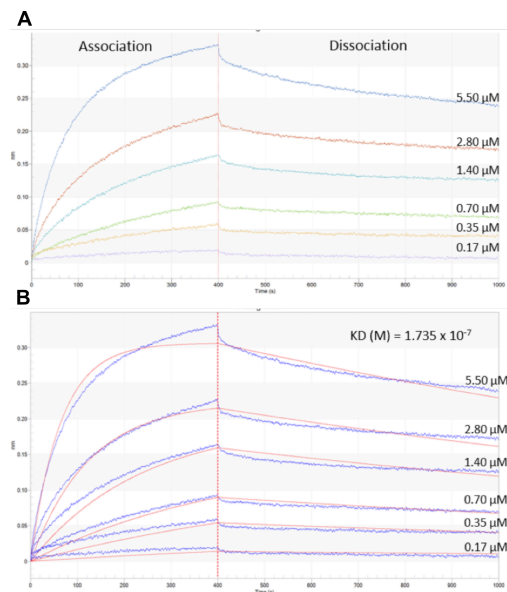 A
Association
Dissociation
0.30
0.25
0.20
0.15
0.10
0.05
0
nm
5.50 µM
2.80 µM
1.40 µM
0.70 µM
0.35 µM
0.17 µM
0 100 200 300 400 500 600 700 800 900 1000
Time (s)
B
KD (M) = 1.735 x 10-7
0.30
0.25
0.20
0.15
0.10
0.05
0
nm
5.50 µM
2.80 µM
1.40 µM
0.70 µM
0.35 µM
0.17 µM
0 100 200 300 400 500 600 700 800 900 1000
Time (s)